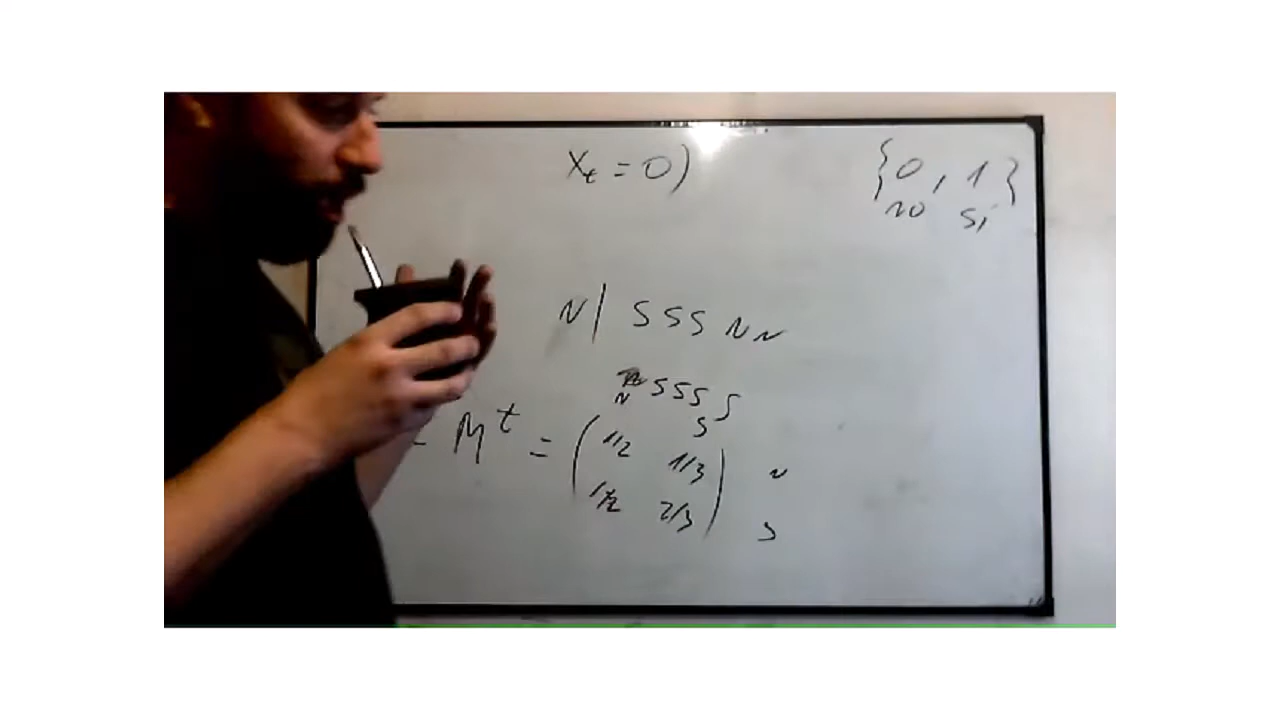 Xt = 0) {0, 1}
no si
N | S S S N N
N S S S S
S
- M^t = ( 1/2 1/3 ) N
( 1/2 2/3 ) S